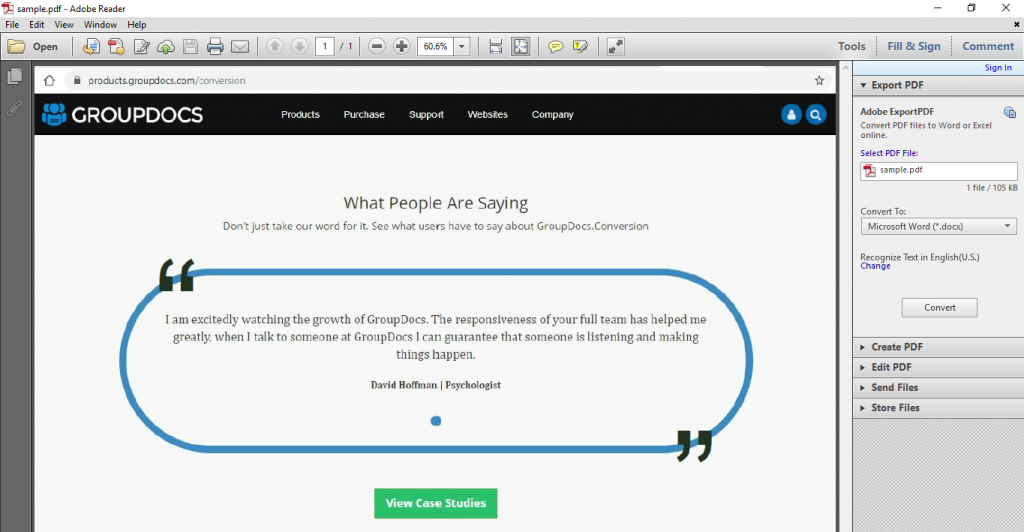 sample.pdf - Adobe Reader
File Edit View Window Help
Open 1 / 1 60.6% Tools Fill & Sign Comment
Sign In
products.groupdocs.com/conversion
GROUPDOCS Products Purchase Support Websites Company
What People Are Saying
Don't just take our word for it. See what users have to say about GroupDocs.Conversion
“
I am excitedly watching the growth of GroupDocs. The responsiveness of your full team has helped me
greatly, when I talk to someone at GroupDocs I can guarantee that someone is listening and making
things happen.
David Hoffman | Psychologist
”
View Case Studies
Export PDF
Adobe ExportPDF
Convert PDF files to Word or Excel
online.
Select PDF File:
sample.pdf
1 file / 105 KB
Convert To:
Microsoft Word (*.docx)
Recognize Text in English(U.S.)
Change
Convert
Create PDF
Edit PDF
Send Files
Store Files